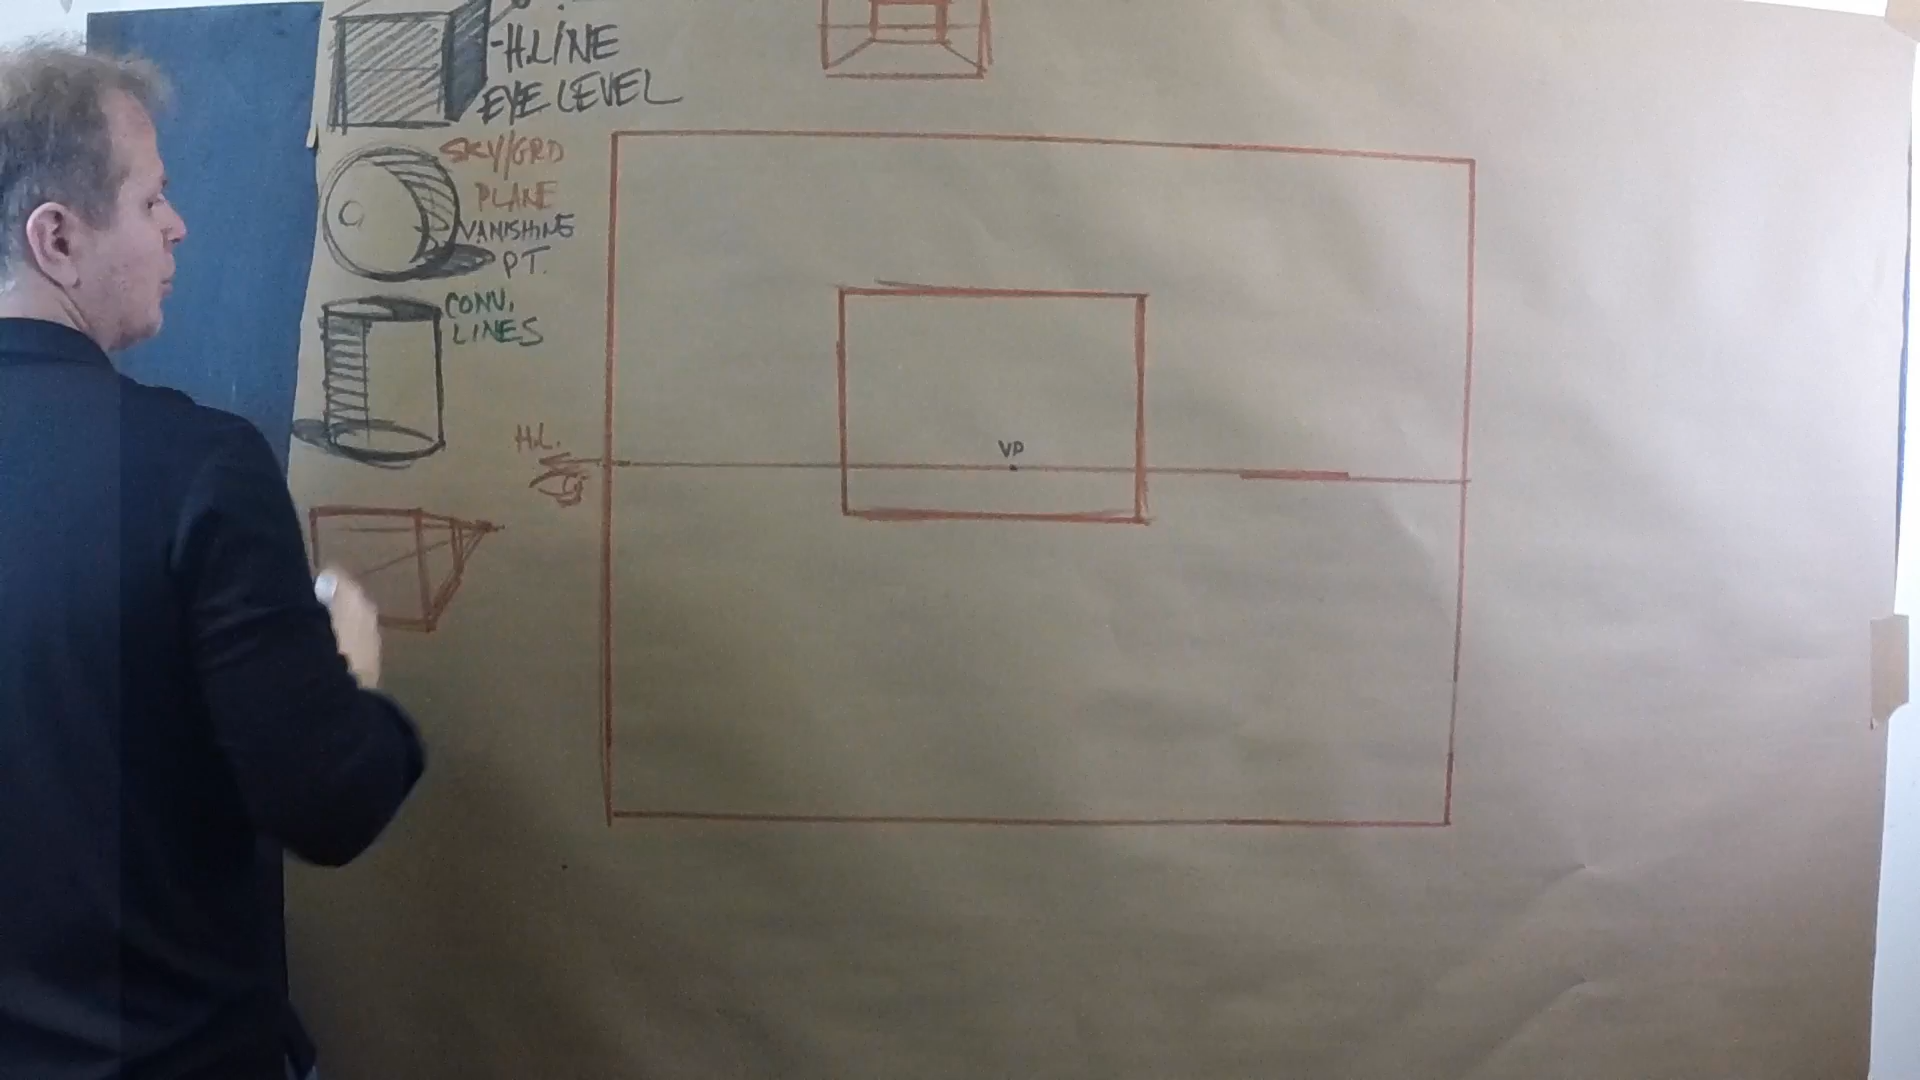 -H.LINE
EYE LEVEL
SKY/GRD
PLANE
VANISHING
PT.
CONV.
LINES
H.L.
VP